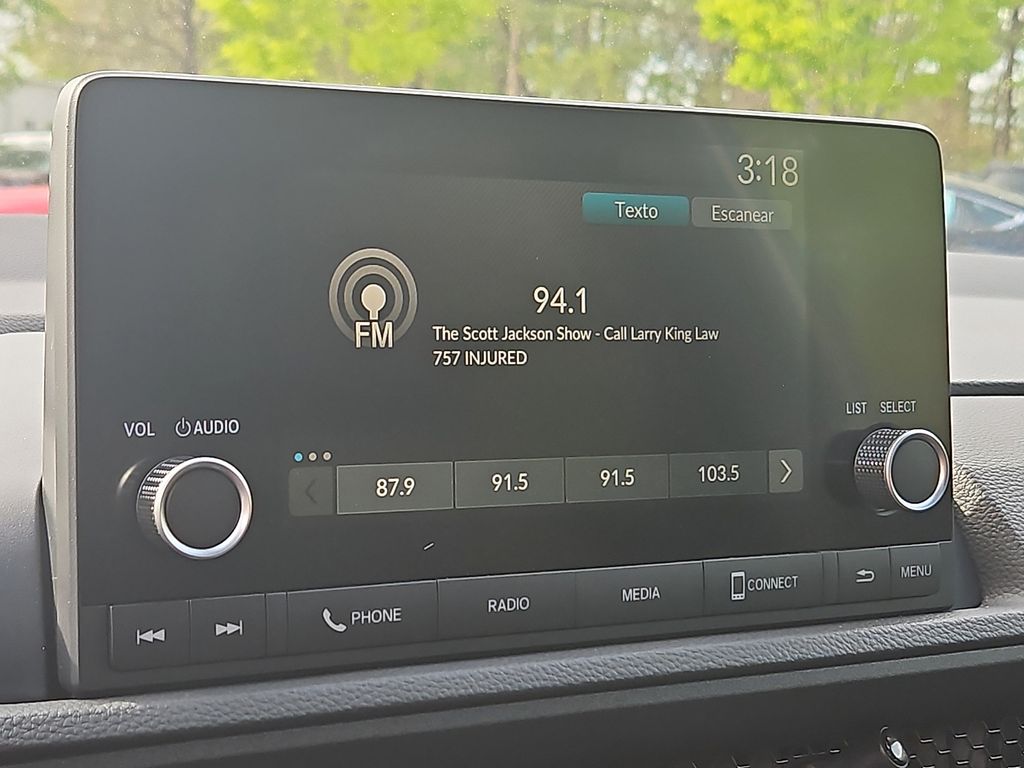 3:18
Texto
Escanear
94.1
FM
The Scott Jackson Show - Call Larry King Law
757 INJURED
LIST SELECT
VOL AUDIO
87.9
91.5
91.5
103.5
PHONE
RADIO
MEDIA
CONNECT
MENU